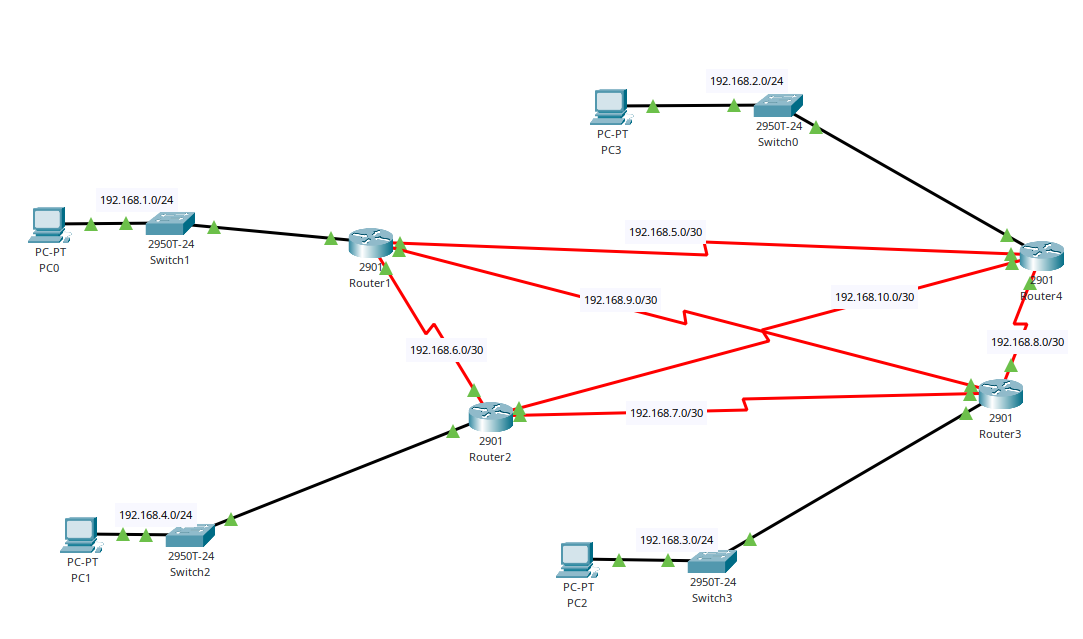 192.168.2.0/24
PC-PT
PC3
2950T-24
Switch0
192.168.1.0/24
PC-PT
PC0
2950T-24
Switch1
192.168.5.0/30
2901
Router1
2901
Router4
192.168.9.0/30
192.168.10.0/30
192.168.6.0/30
192.168.8.0/30
192.168.7.0/30
2901
Router2
2901
Router3
192.168.4.0/24
PC-PT
PC1
2950T-24
Switch2
192.168.3.0/24
PC-PT
PC2
2950T-24
Switch3